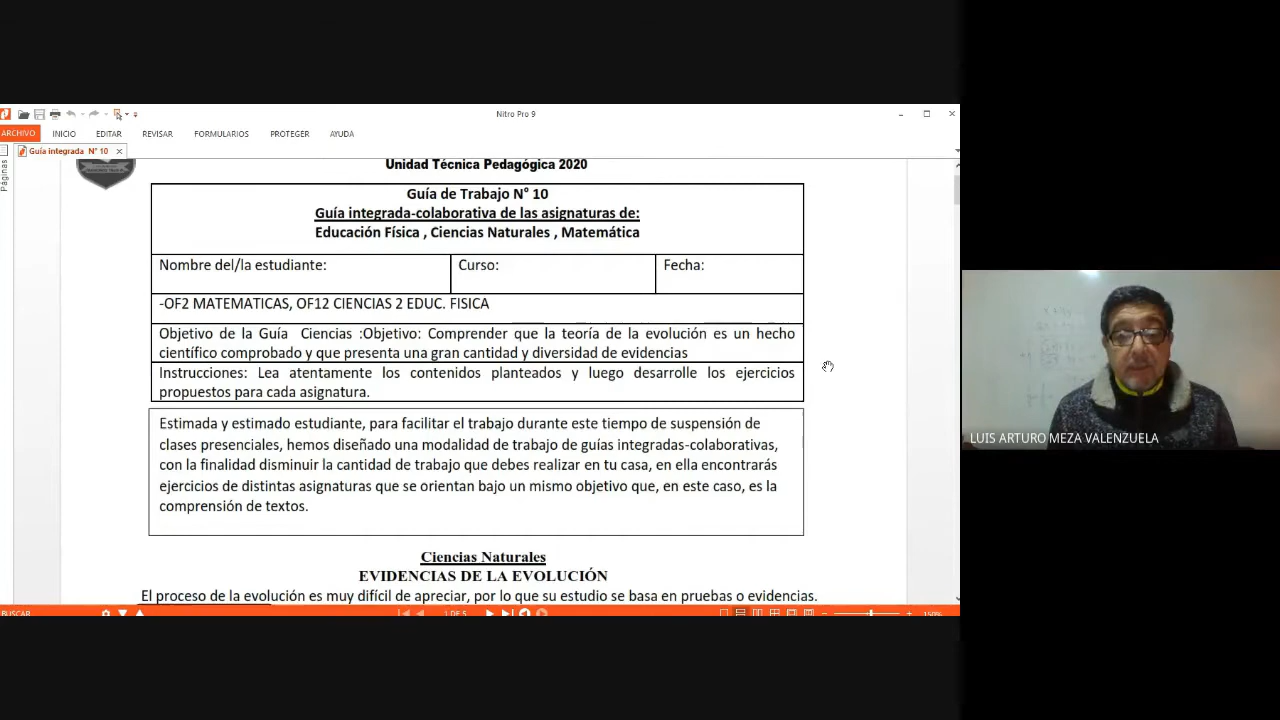 Nitro Pro 9
ARCHIVO INICIO EDITAR REVISAR FORMULARIOS PROTEGER AYUDA
Guía integrada N° 10
Páginas
Unidad Técnica Pedagógica 2020
Guía de Trabajo N° 10
Guía integrada-colaborativa de las asignaturas de:
Educación Física , Ciencias Naturales , Matemática
Nombre del/la estudiante: Curso: Fecha:
-OF2 MATEMATICAS, OF12 CIENCIAS 2 EDUC. FISICA
Objetivo de la Guía Ciencias :Objetivo: Comprender que la teoría de la evolución es un hecho
científico comprobado y que presenta una gran cantidad y diversidad de evidencias
Instrucciones: Lea atentamente los contenidos planteados y luego desarrolle los ejercicios
propuestos para cada asignatura.
Estimada y estimado estudiante, para facilitar el trabajo durante este tiempo de suspensión de
clases presenciales, hemos diseñado una modalidad de trabajo de guías integradas-colaborativas,
con la finalidad disminuir la cantidad de trabajo que debes realizar en tu casa, en ella encontrarás
ejercicios de distintas asignaturas que se orientan bajo un mismo objetivo que, en este caso, es la
comprensión de textos.
Ciencias Naturales
EVIDENCIAS DE LA EVOLUCIÓN
El proceso de la evolución es muy difícil de apreciar, por lo que su estudio se basa en pruebas o evidencias.
BUSCAR 1 DE 5 150%
LUIS ARTURO MEZA VALENZUELA